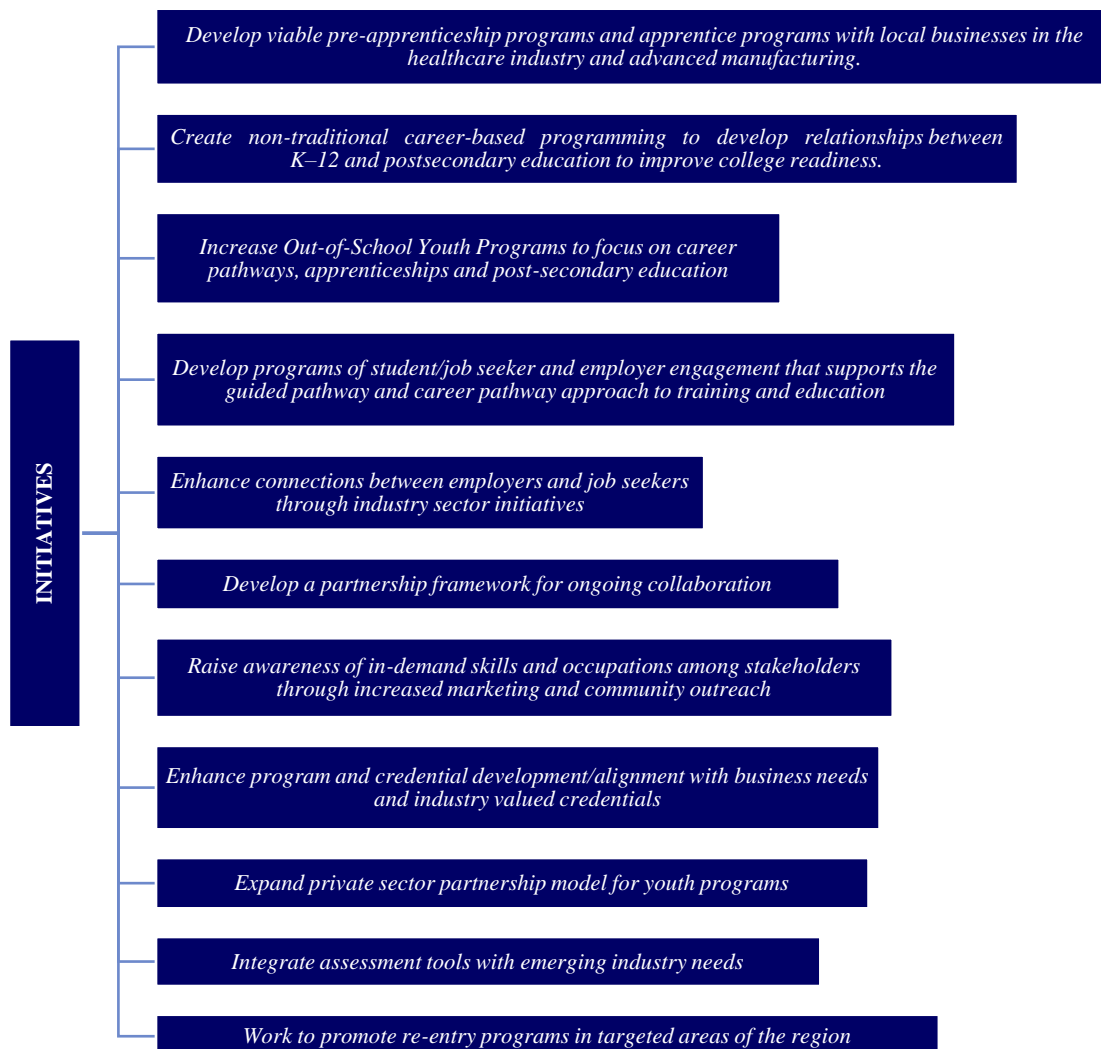 Develop viable pre-apprenticeship programs and apprentice programs with local businesses in the
healthcare industry and advanced manufacturing.
Create non-traditional career-based programming to develop relationships between
K–12 and postsecondary education to improve college readiness.
Increase Out-of-School Youth Programs to focus on career
pathways, apprenticeships and post-secondary education
Develop programs of student/job seeker and employer engagement that supports the
guided pathway and career pathway approach to training and education
INITIATIVES
Enhance connections between employers and job seekers
through industry sector initiatives
Develop a partnership framework for ongoing collaboration
Raise awareness of in-demand skills and occupations among stakeholders
through increased marketing and community outreach
Enhance program and credential development/alignment with business needs
and industry valued credentials
Expand private sector partnership model for youth programs
Integrate assessment tools with emerging industry needs
Work to promote re-entry programs in targeted areas of the region